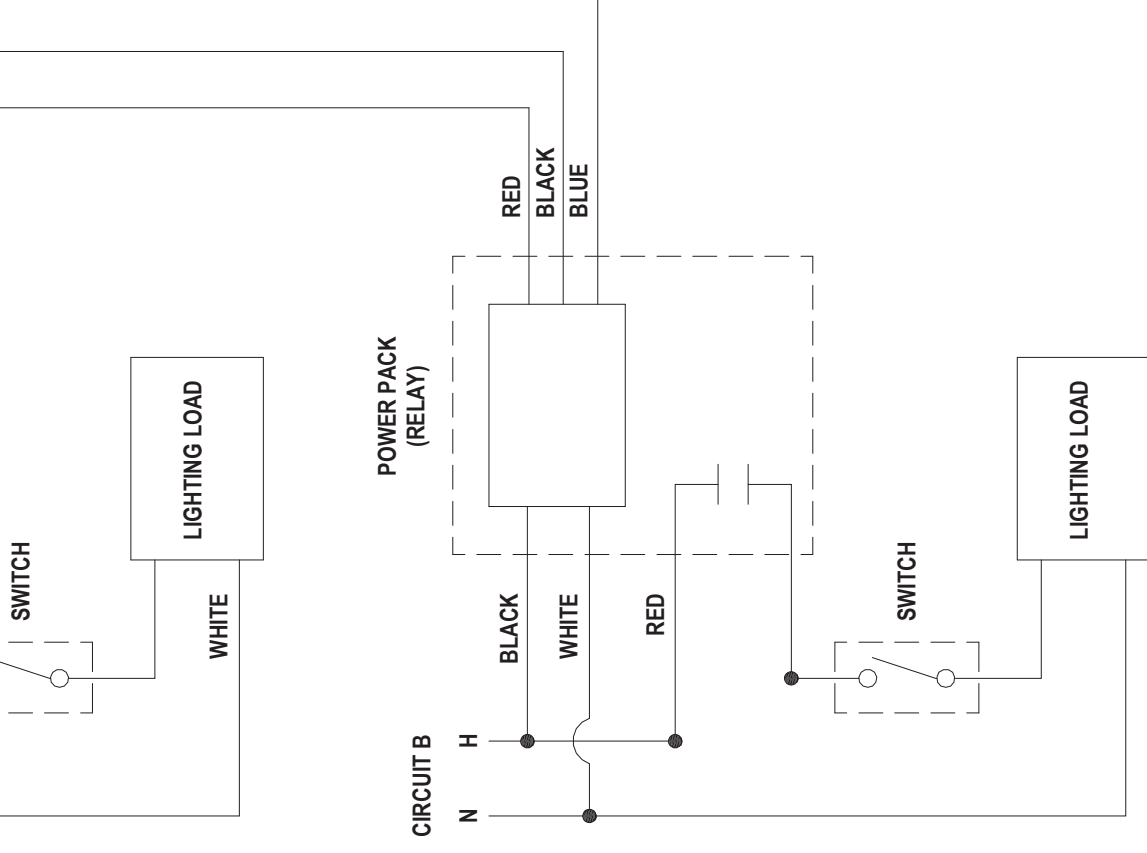 RED
BLACK
BLUE
POWER PACK
(RELAY)
LIGHTING LOAD
LIGHTING LOAD
SWITCH
SWITCH
WHITE
BLACK
WHITE
RED
CIRCUIT B
H
N